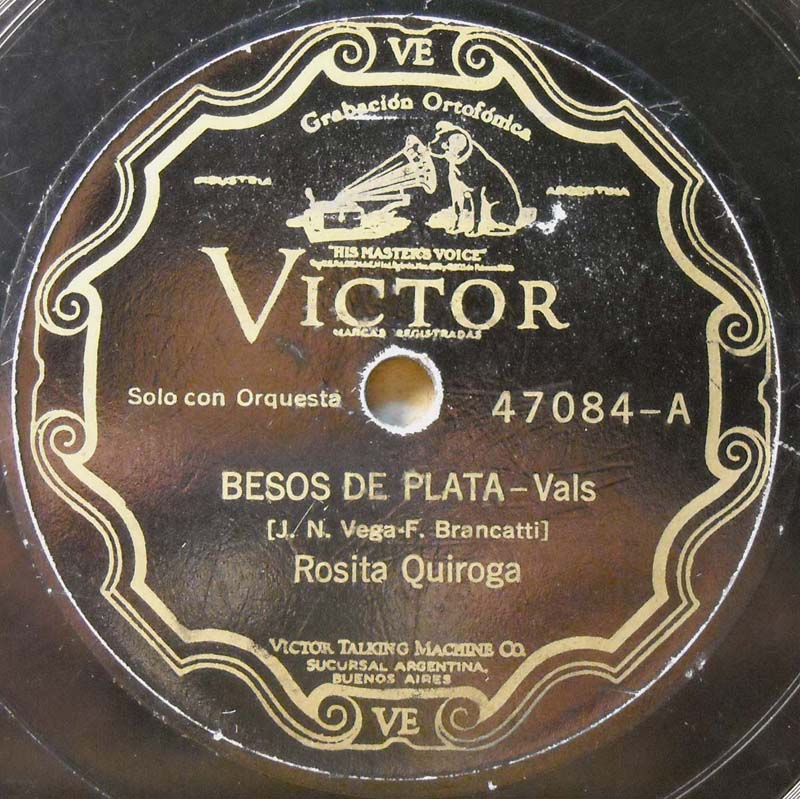 VE
Grabación Ortofónica
INDUSTRIA ARGENTINA
"HIS MASTER'S VOICE"
VICTOR
MARCAS REGISTRADAS
Solo con Orquesta
47084-A
BESOS DE PLATA-Vals
[J. N. Vega-F. Brancatti]
Rosita Quiroga
VICTOR TALKING MACHINE CO.
SUCURSAL ARGENTINA,
BUENOS AIRES
VE